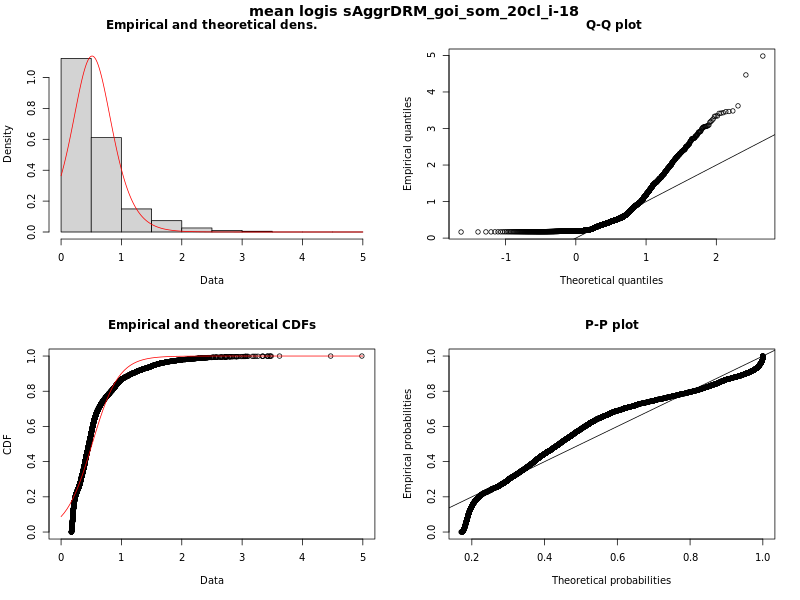 mean logis sAggrDRM_goi_som_20cl_i-18
Empirical and theoretical dens.
Density
0.0 0.2 0.4 0.6 0.8 1.0
0 1 2 3 4 5
Data
Q-Q plot
Empirical quantiles
0 1 2 3 4 5
-1 0 1 2
Theoretical quantiles
Empirical and theoretical CDFs
CDF
0.0 0.2 0.4 0.6 0.8 1.0
0 1 2 3 4 5
Data
P-P plot
Empirical probabilities
0.0 0.2 0.4 0.6 0.8 1.0
0.2 0.4 0.6 0.8 1.0
Theoretical probabilities